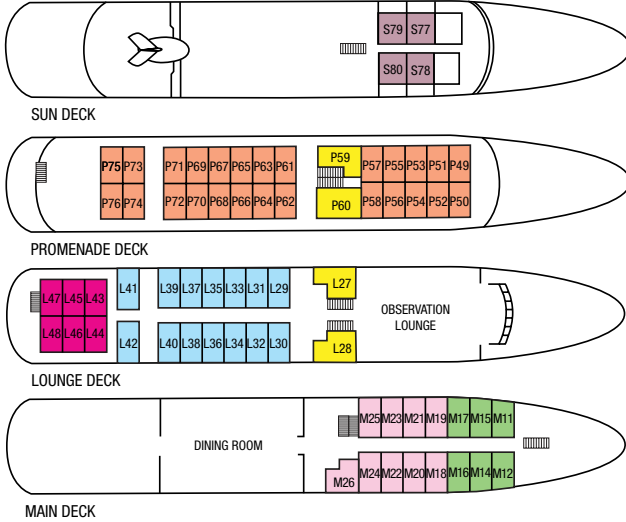 S79 S77
S80 S78
SUN DECK
P75 P73 P71 P69 P67 P65 P63 P61 P59 P57 P55 P53 P51 P49
P76 P74 P72 P70 P68 P66 P64 P62 P60 P58 P56 P54 P52 P50
PROMENADE DECK
L47 L45 L43 L41 L39 L37 L35 L33 L31 L29 L27
OBSERVATION
LOUNGE
L48 L46 L44 L42 L40 L38 L36 L34 L32 L30 L28
LOUNGE DECK
M25 M23 M21 M19 M17 M15 M11
DINING ROOM
M26 M24 M22 M20 M18 M16 M14 M12
MAIN DECK